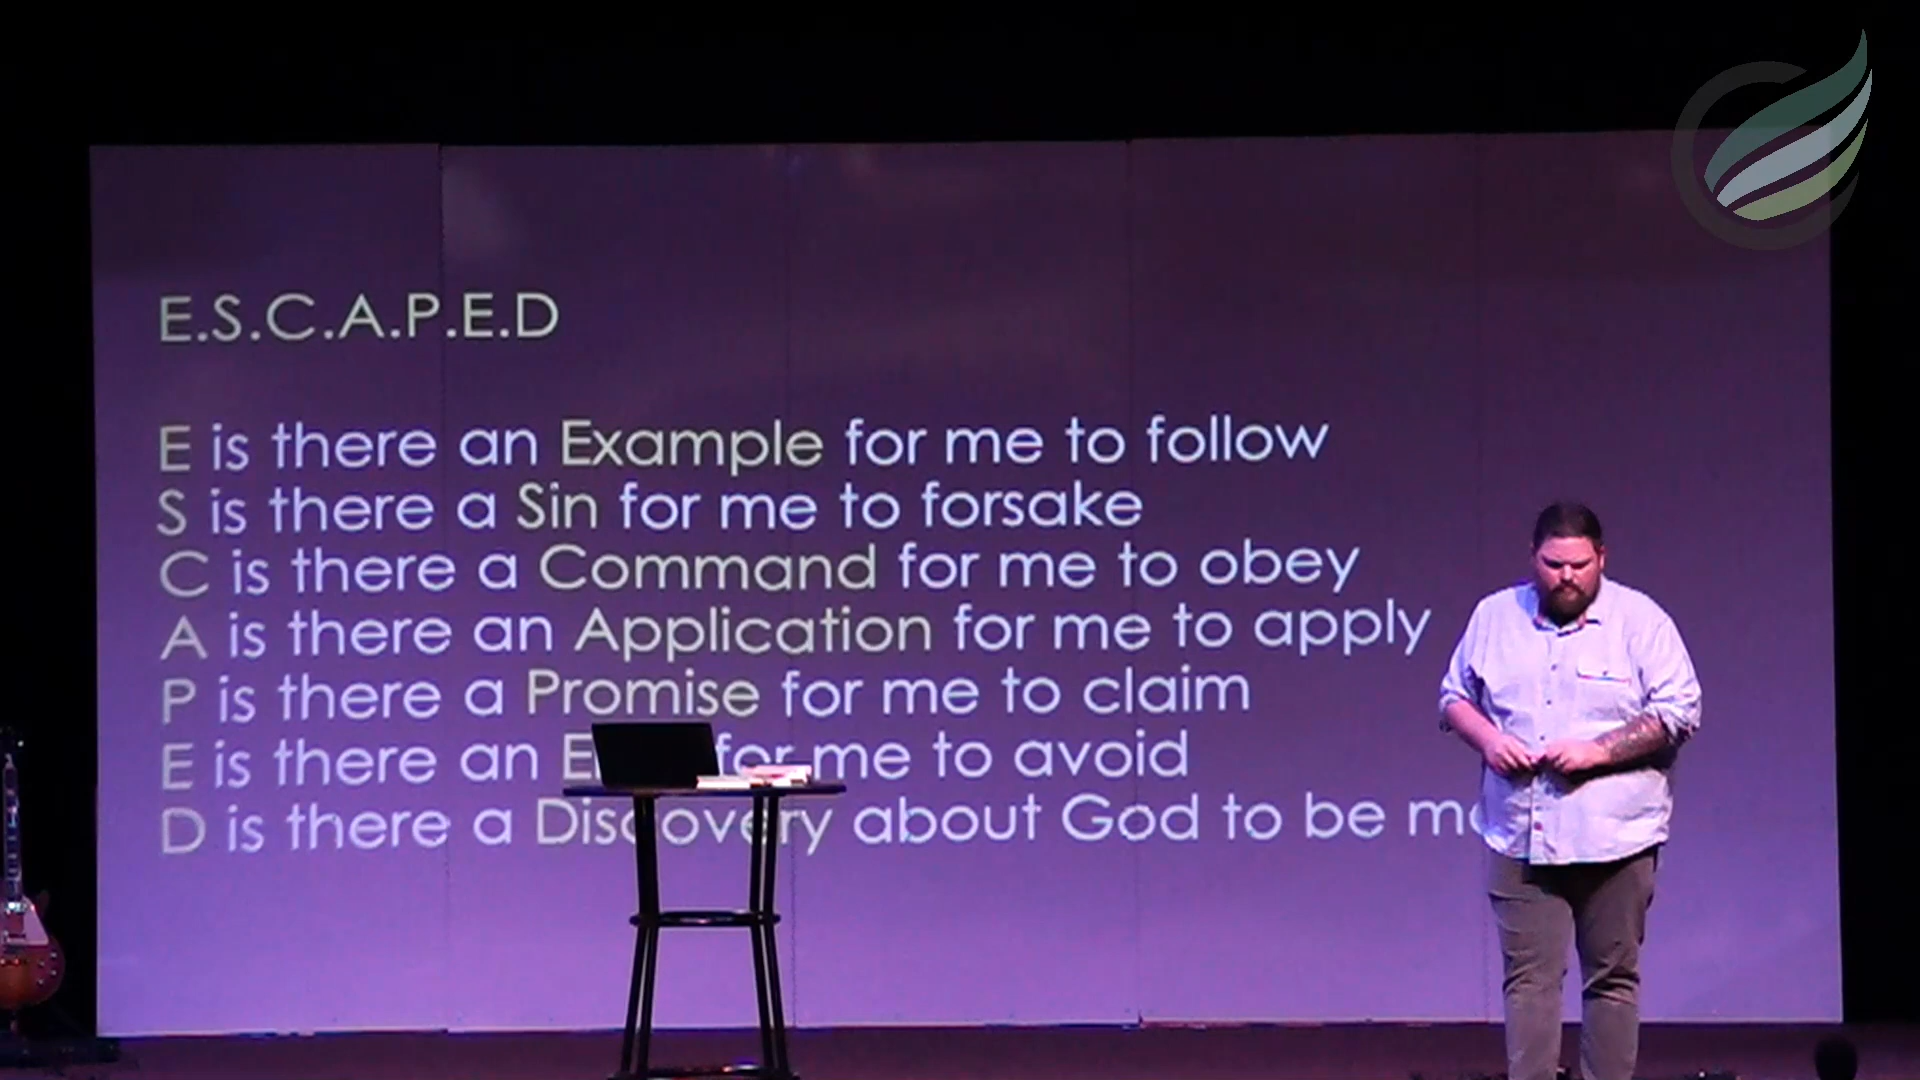 E.S.C.A.P.E.D
E is there an Example for me to follow
S is there a Sin for me to forsake
C is there a Command for me to obey
A is there an Application for me to apply
P is there a Promise for me to claim
E is there an for me to avoid
D is there a Discovery about God to be